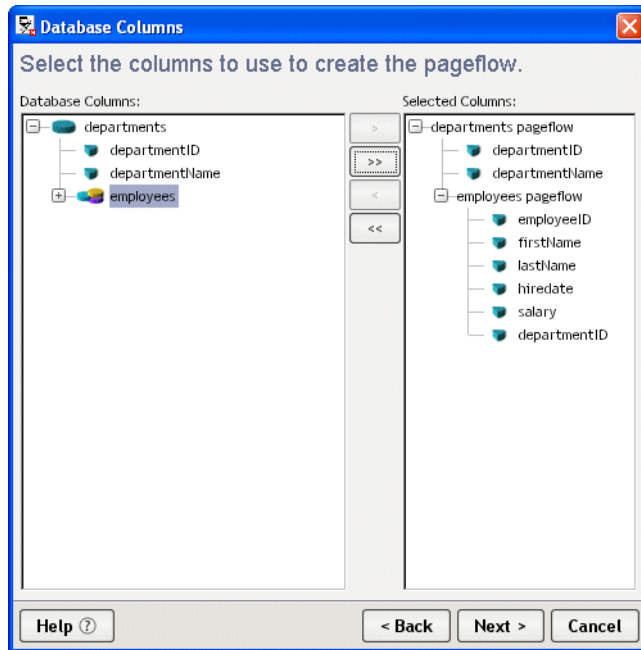 Database Columns
Select the columns to use to create the pageflow.
Database Columns:
departments
departmentID
departmentName
employees
>
>>
<
<<
Selected Columns:
departments pageflow
departmentID
departmentName
employees pageflow
employeeID
firstName
lastName
hiredate
salary
departmentID
Help ?
< Back
Next >
Cancel